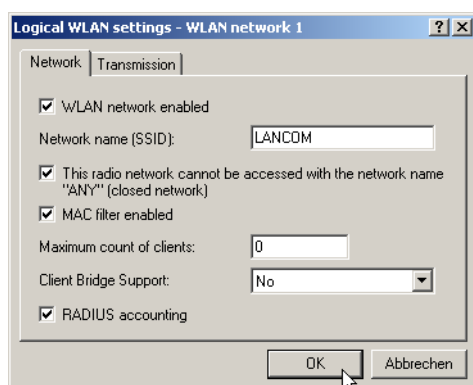 Logical WLAN settings - WLAN network 1
Network
Transmission
WLAN network enabled
Network name (SSID):
LANCOM
This radio network cannot be accessed with the network name
"ANY" (closed network)
MAC filter enabled
Maximum count of clients:
0
Client Bridge Support:
No
RADIUS accounting
OK
Abbrechen